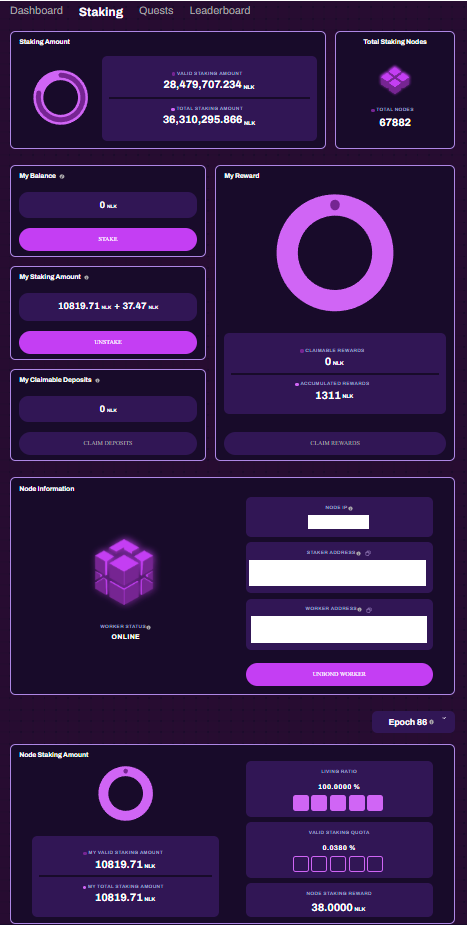 Dashboard Staking Quests Leaderboard
Staking Amount
VALID STAKING AMOUNT
28,479,707.234 NLK
TOTAL STAKING AMOUNT
36,310,295.866 NLK
Total Staking Nodes
TOTAL NODES
67882
My Balance
0 NLK
STAKE
My Staking Amount
10819.71 NLK + 37.47 NLK
UNSTAKE
My Claimable Deposits
0 NLK
CLAIM DEPOSITS
My Reward
CLAIMABLE REWARDS
0 NLK
ACCUMULATED REWARDS
1311 NLK
CLAIM REWARDS
Node Information
WORKER STATUS
ONLINE
NODE IP
STAKER ADDRESS
WORKER ADDRESS
UNBOND WORKER
Epoch 86
Node Staking Amount
MY VALID STAKING AMOUNT
10819.71 NLK
MY TOTAL STAKING AMOUNT
10819.71 NLK
LIVING RATIO
100.0000 %
VALID STAKING QUOTA
0.0380 %
NODE STAKING REWARD
38.0000 NLK